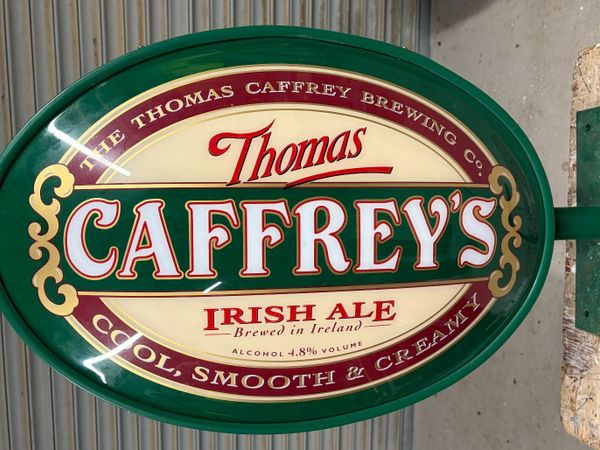 THE THOMAS CAFFREY BREWING CO.
Thomas
CAFFREY'S
IRISH ALE
Brewed in Ireland
ALCOHOL 4.8% VOLUME
COOL, SMOOTH & CREAMY